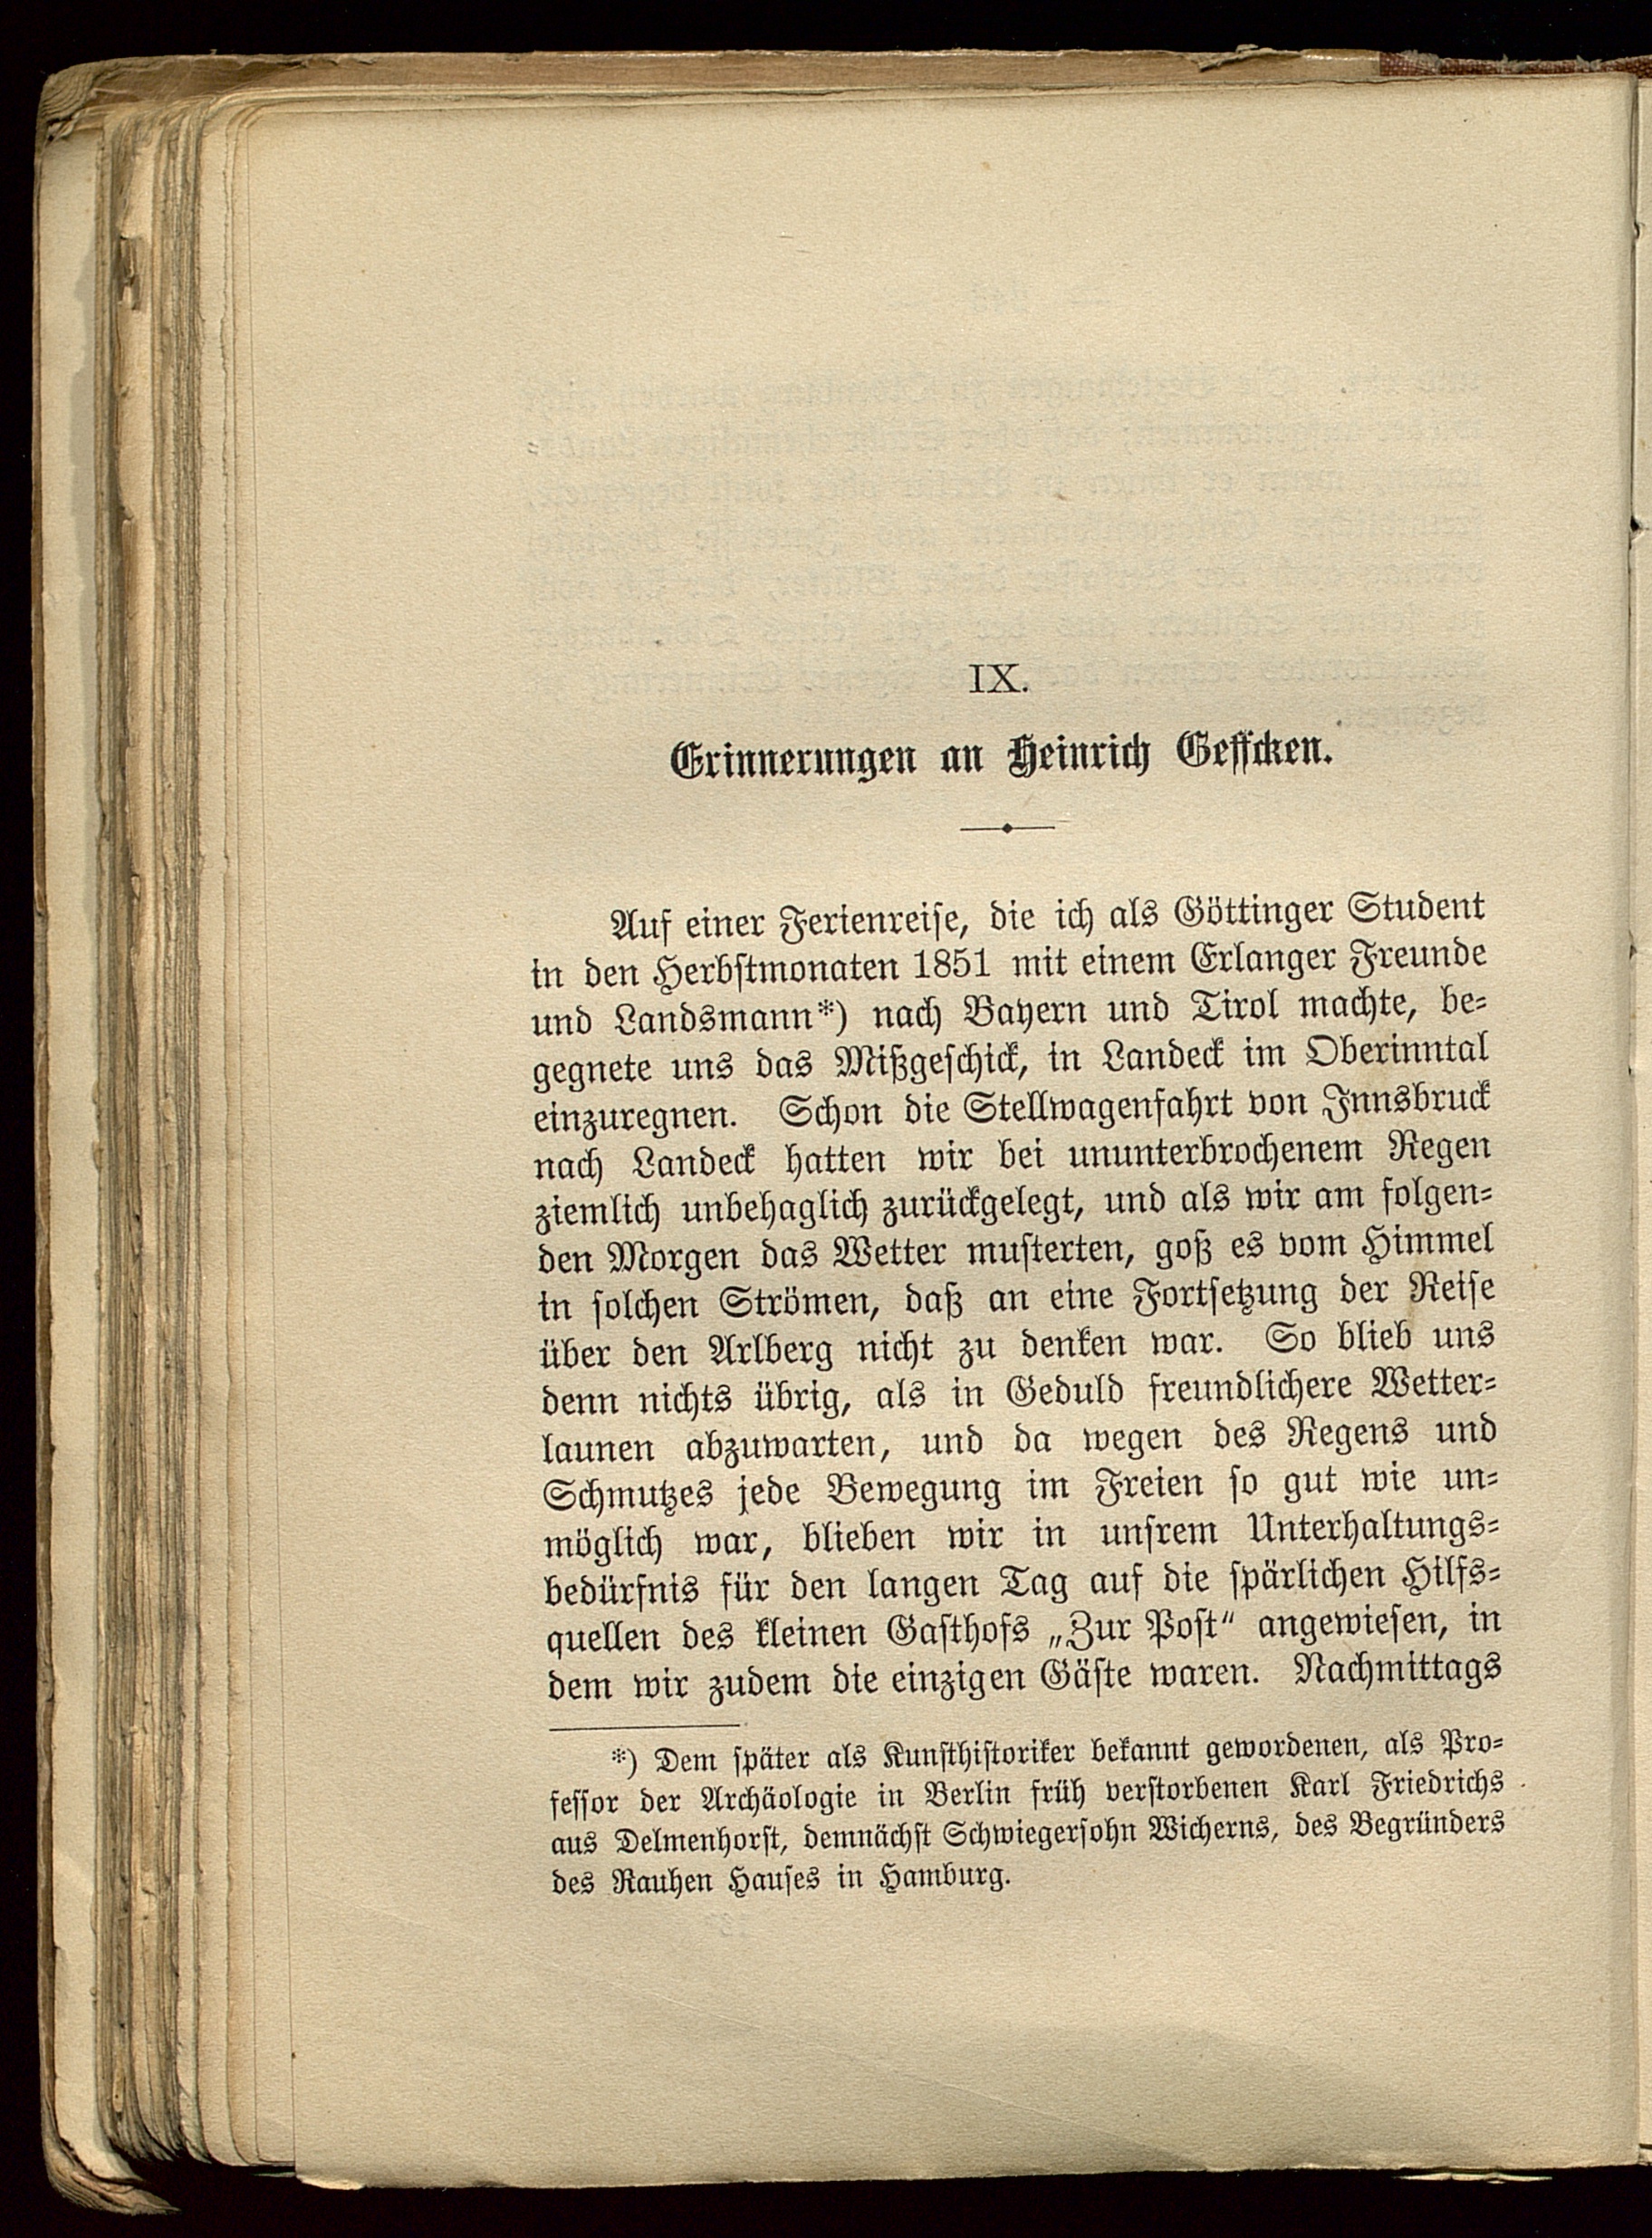 IX.
Erinnerungen an Heinrich Geffcken.
Auf einer Ferienreise, die ich als Göttinger Student
in den Herbstmonaten 1851 mit einem Erlanger Freunde
und Landsmann*) nach Bayern und Tirol machte, be-
gegnete uns das Mißgeschick, in Landeck im Oberinntal
einzuregnen. Schon die Stellwagenfahrt von Innsbruck
nach Landeck hatten wir bei ununterbrochenem Regen
ziemlich unbehaglich zurückgelegt, und als wir am folgen-
den Morgen das Wetter musterten, goß es vom Himmel
in solchen Strömen, daß an eine Fortsetzung der Reise
über den Arlberg nicht zu denken war. So blieb uns
denn nichts übrig, als in Geduld freundlichere Wetter-
launen abzuwarten, und da wegen des Regens und
Schmutzes jede Bewegung im Freien so gut wie un-
möglich war, blieben wir in unsrem Unterhaltungs-
bedürfnis für den langen Tag auf die spärlichen Hilfs-
quellen des kleinen Gasthofs „Zur Post“ angewiesen, in
dem wir zudem die einzigen Gäste waren. Nachmittags
*) Dem später als Kunsthistoriker bekannt gewordenen, als Pro-
fessor der Archäologie in Berlin früh verstorbenen Karl Friedrichs
aus Delmenhorst, demnächst Schwiegersohn Wicherns, des Begründers
des Rauhen Hauses in Hamburg.